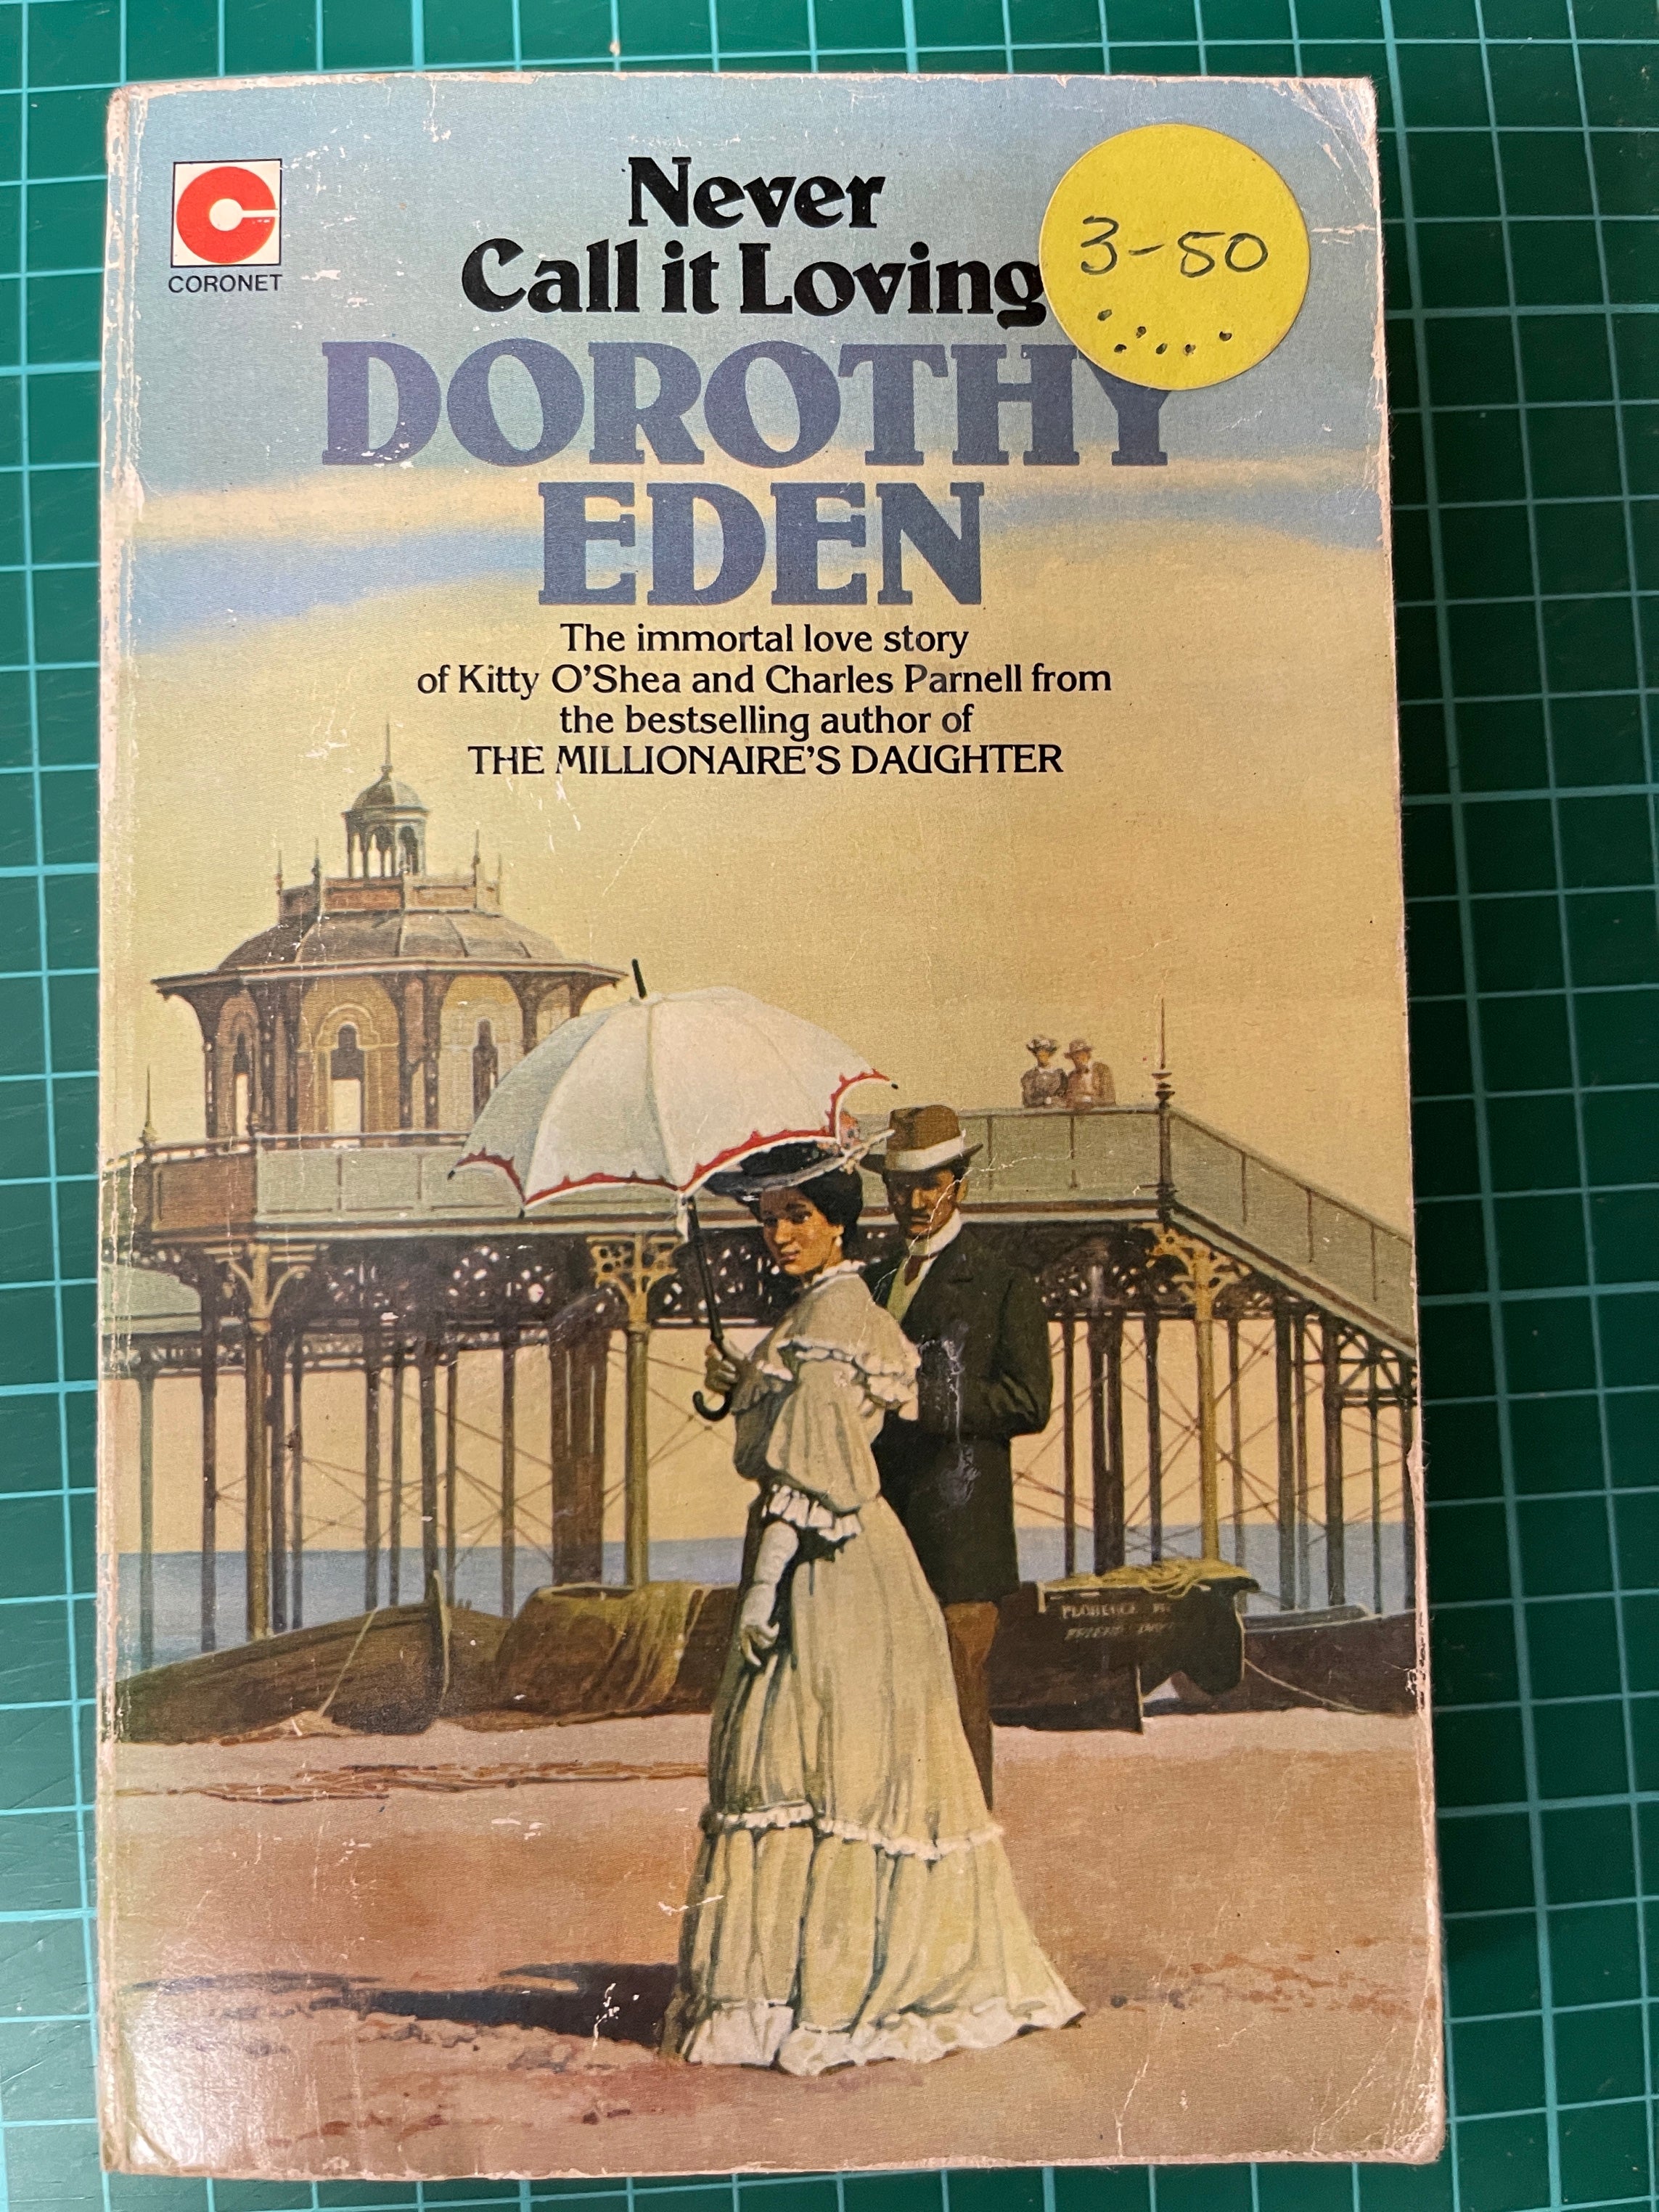 CORONET
Never
Call it Loving
3-50
DOROTHY
EDEN
The immortal love story
of Kitty O'Shea and Charles Parnell from
the bestselling author of
THE MILLIONAIRE'S DAUGHTER